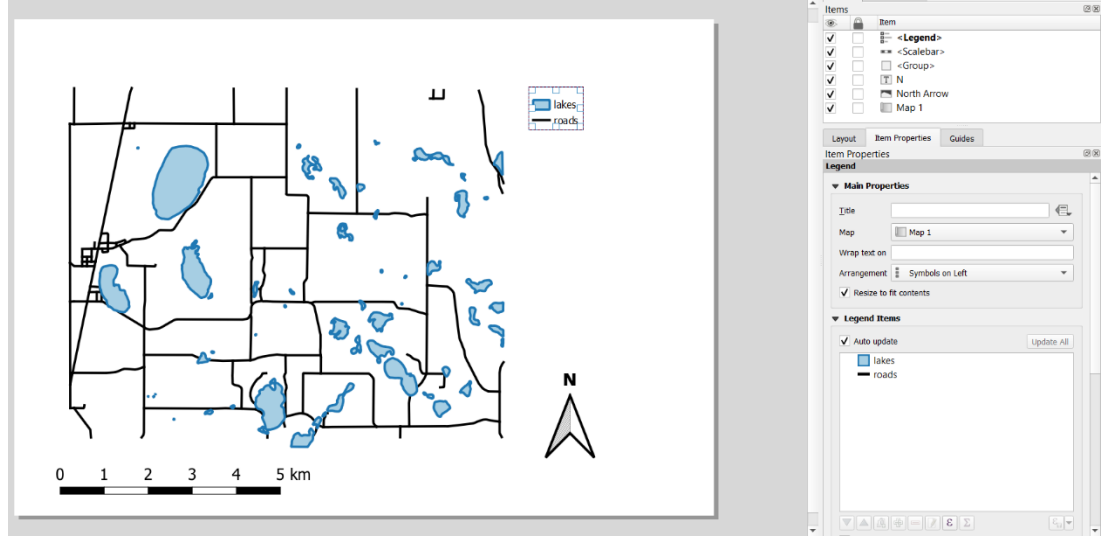 lakes
roads
N
0 1 2 3 4 5 km
Items
Item
<Legend>
<Scalebar>
<Group>
N
North Arrow
Map 1
Layout Item Properties Guides
Item Properties
Legend
Main Properties
Title
Map Map 1
Wrap text on
Arrangement Symbols on Left
Resize to fit contents
Legend Items
Auto update Update All
lakes
roads